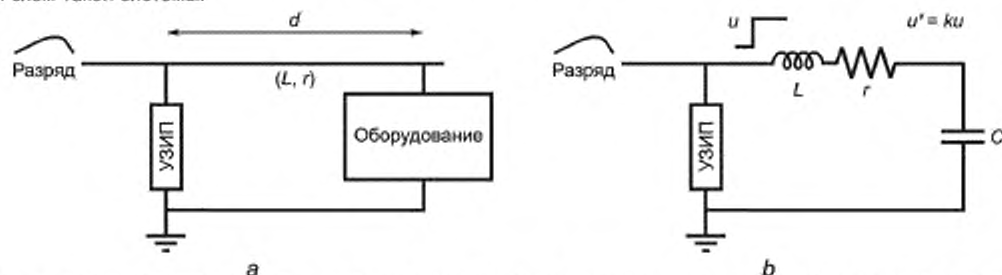 d
u
u' = ku
Разряд
(L, r)
УЗИП
Оборудование
a
Разряд
L
r
УЗИП
C
b